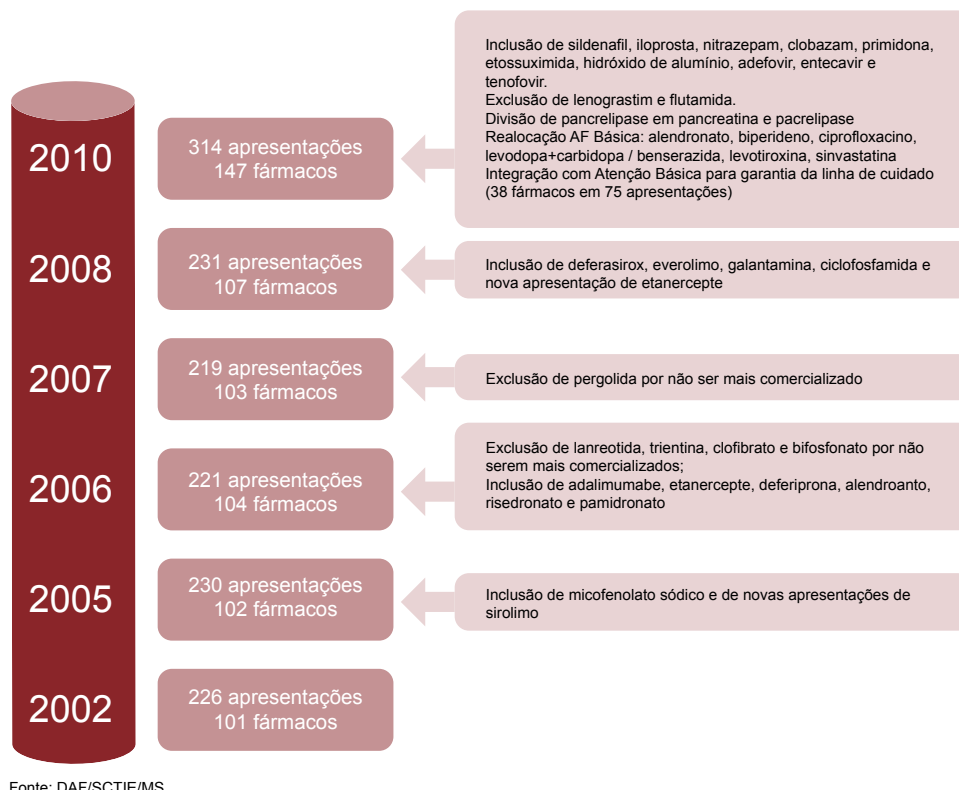 2010
314 apresentações
147 fármacos
Inclusão de sildenafil, iloprosta, nitrazepam, clobazam, primidona,
etossuximida, hidróxido de alumínio, adefovir, entecavir e
tenofovir.
Exclusão de lenograstim e flutamida.
Divisão de pancrelipase em pancreatina e pacrelipase
Realocação AF Básica: alendronato, biperideno, ciprofloxacino,
levodopa+carbidopa / benserazida, levotiroxina, sinvastatina
Integração com Atenção Básica para garantia da linha de cuidado
(38 fármacos em 75 apresentações)
2008
231 apresentações
107 fármacos
Inclusão de deferasirox, everolimo, galantamina, ciclofosfamida e
nova apresentação de etanercepte
2007
219 apresentações
103 fármacos
Exclusão de pergolida por não ser mais comercializado
2006
221 apresentações
104 fármacos
Exclusão de lanreotida, trientina, clofibrato e bifosfonato por não
serem mais comercializados;
Inclusão de adalimumabe, etanercepte, deferiprona, alendroanto,
risedronato e pamidronato
2005
230 apresentações
102 fármacos
Inclusão de micofenolato sódico e de novas apresentações de
sirolimo
2002
226 apresentações
101 fármacos
Fonte: DAF/SCTIE/MS